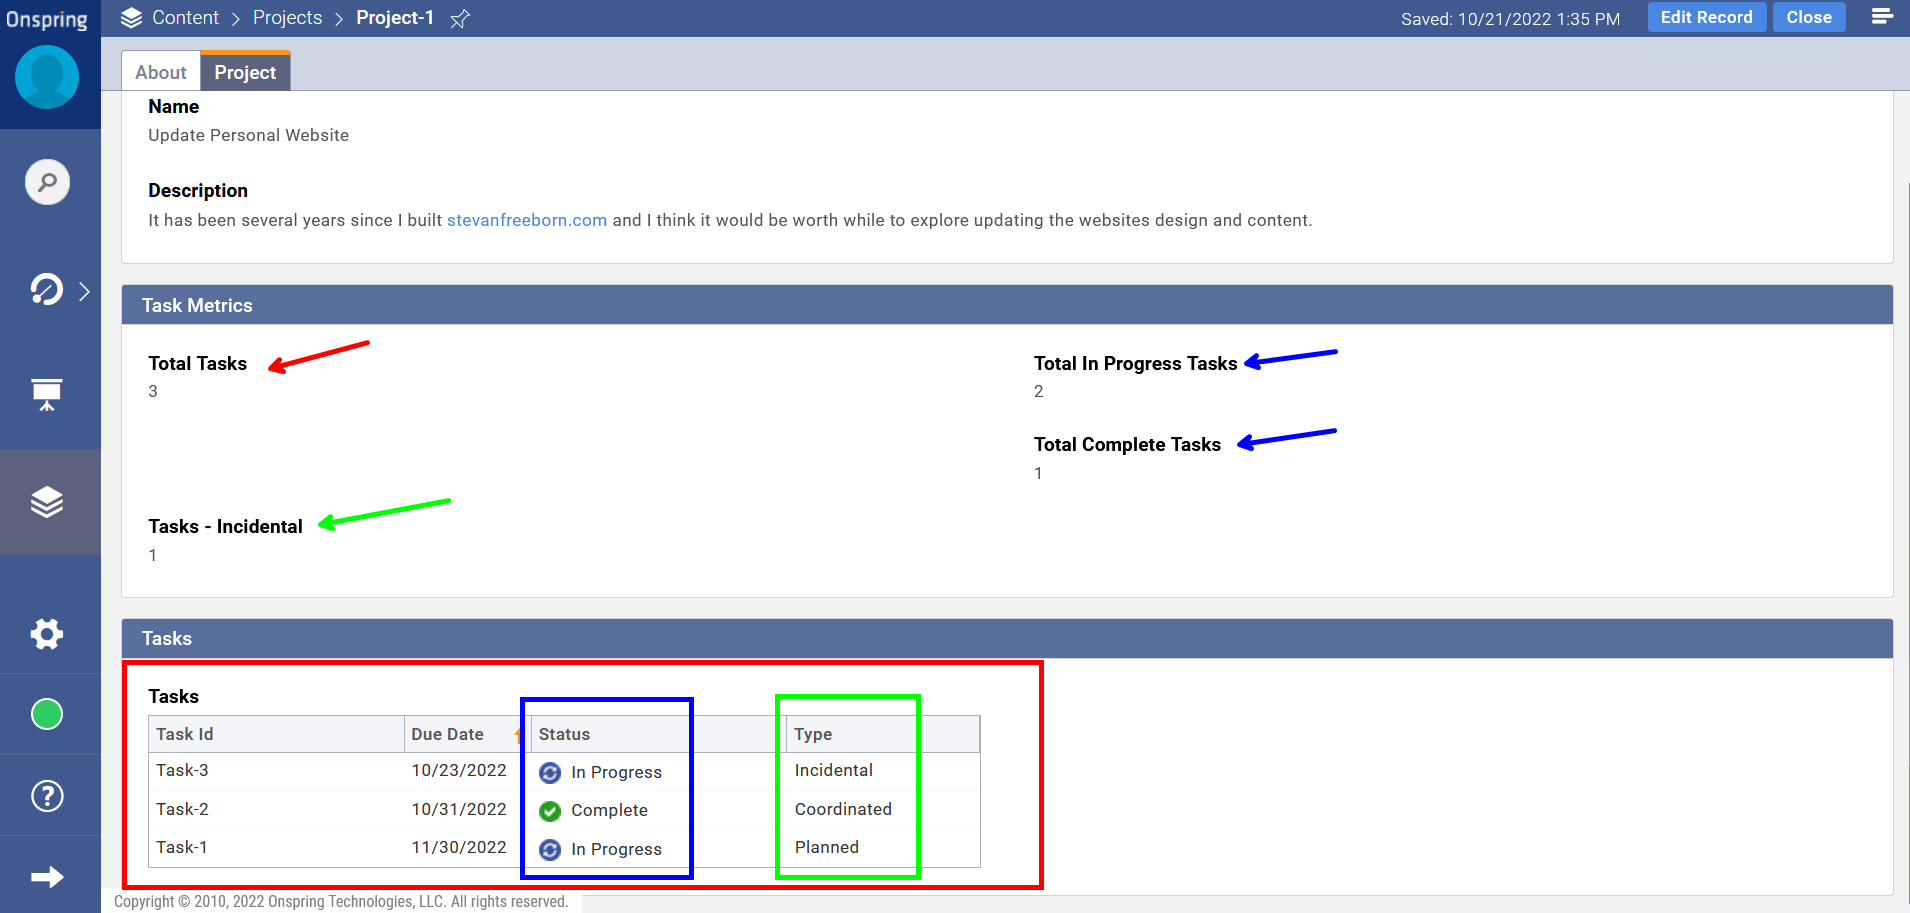 Onspring
Content > Projects > Project-1
Saved: 10/21/2022 1:35 PM
Edit Record
Close
About
Project
Name
Update Personal Website
Description
It has been several years since I built stevanfreeborn.com and I think it would be worth while to explore updating the websites design and content.
Task Metrics
Total Tasks
3
Total In Progress Tasks
2
Total Complete Tasks
1
Tasks - Incidental
1
Tasks
Tasks
Task Id Due Date Status Type
Task-3 10/23/2022 In Progress Incidental
Task-2 10/31/2022 Complete Coordinated
Task-1 11/30/2022 In Progress Planned
?
Copyright © 2010, 2022 Onspring Technologies, LLC. All rights reserved.